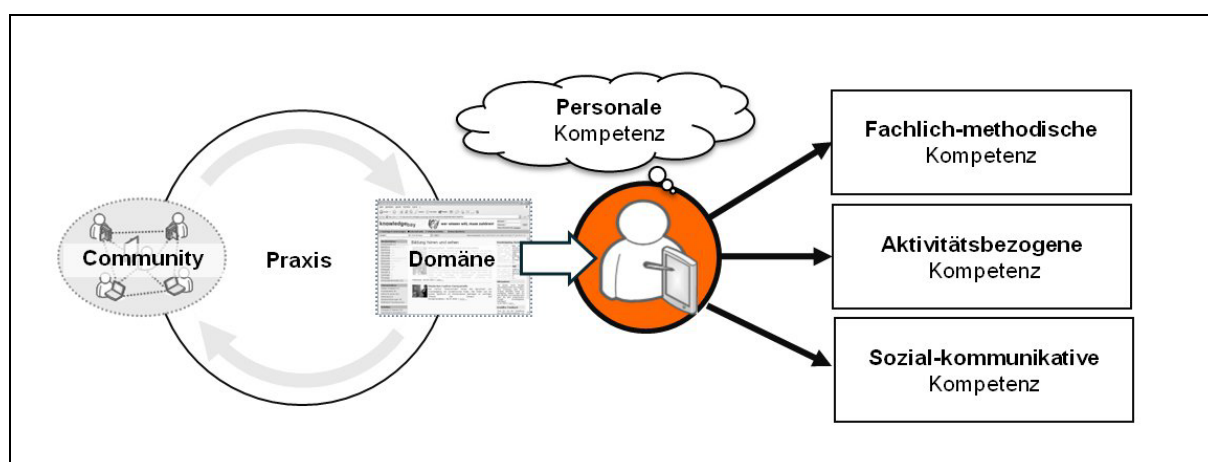 Personale
Kompetenz
Community
Praxis
Domäne
Fachlich-methodische
Kompetenz
Aktivitätsbezogene
Kompetenz
Sozial-kommunikative
Kompetenz